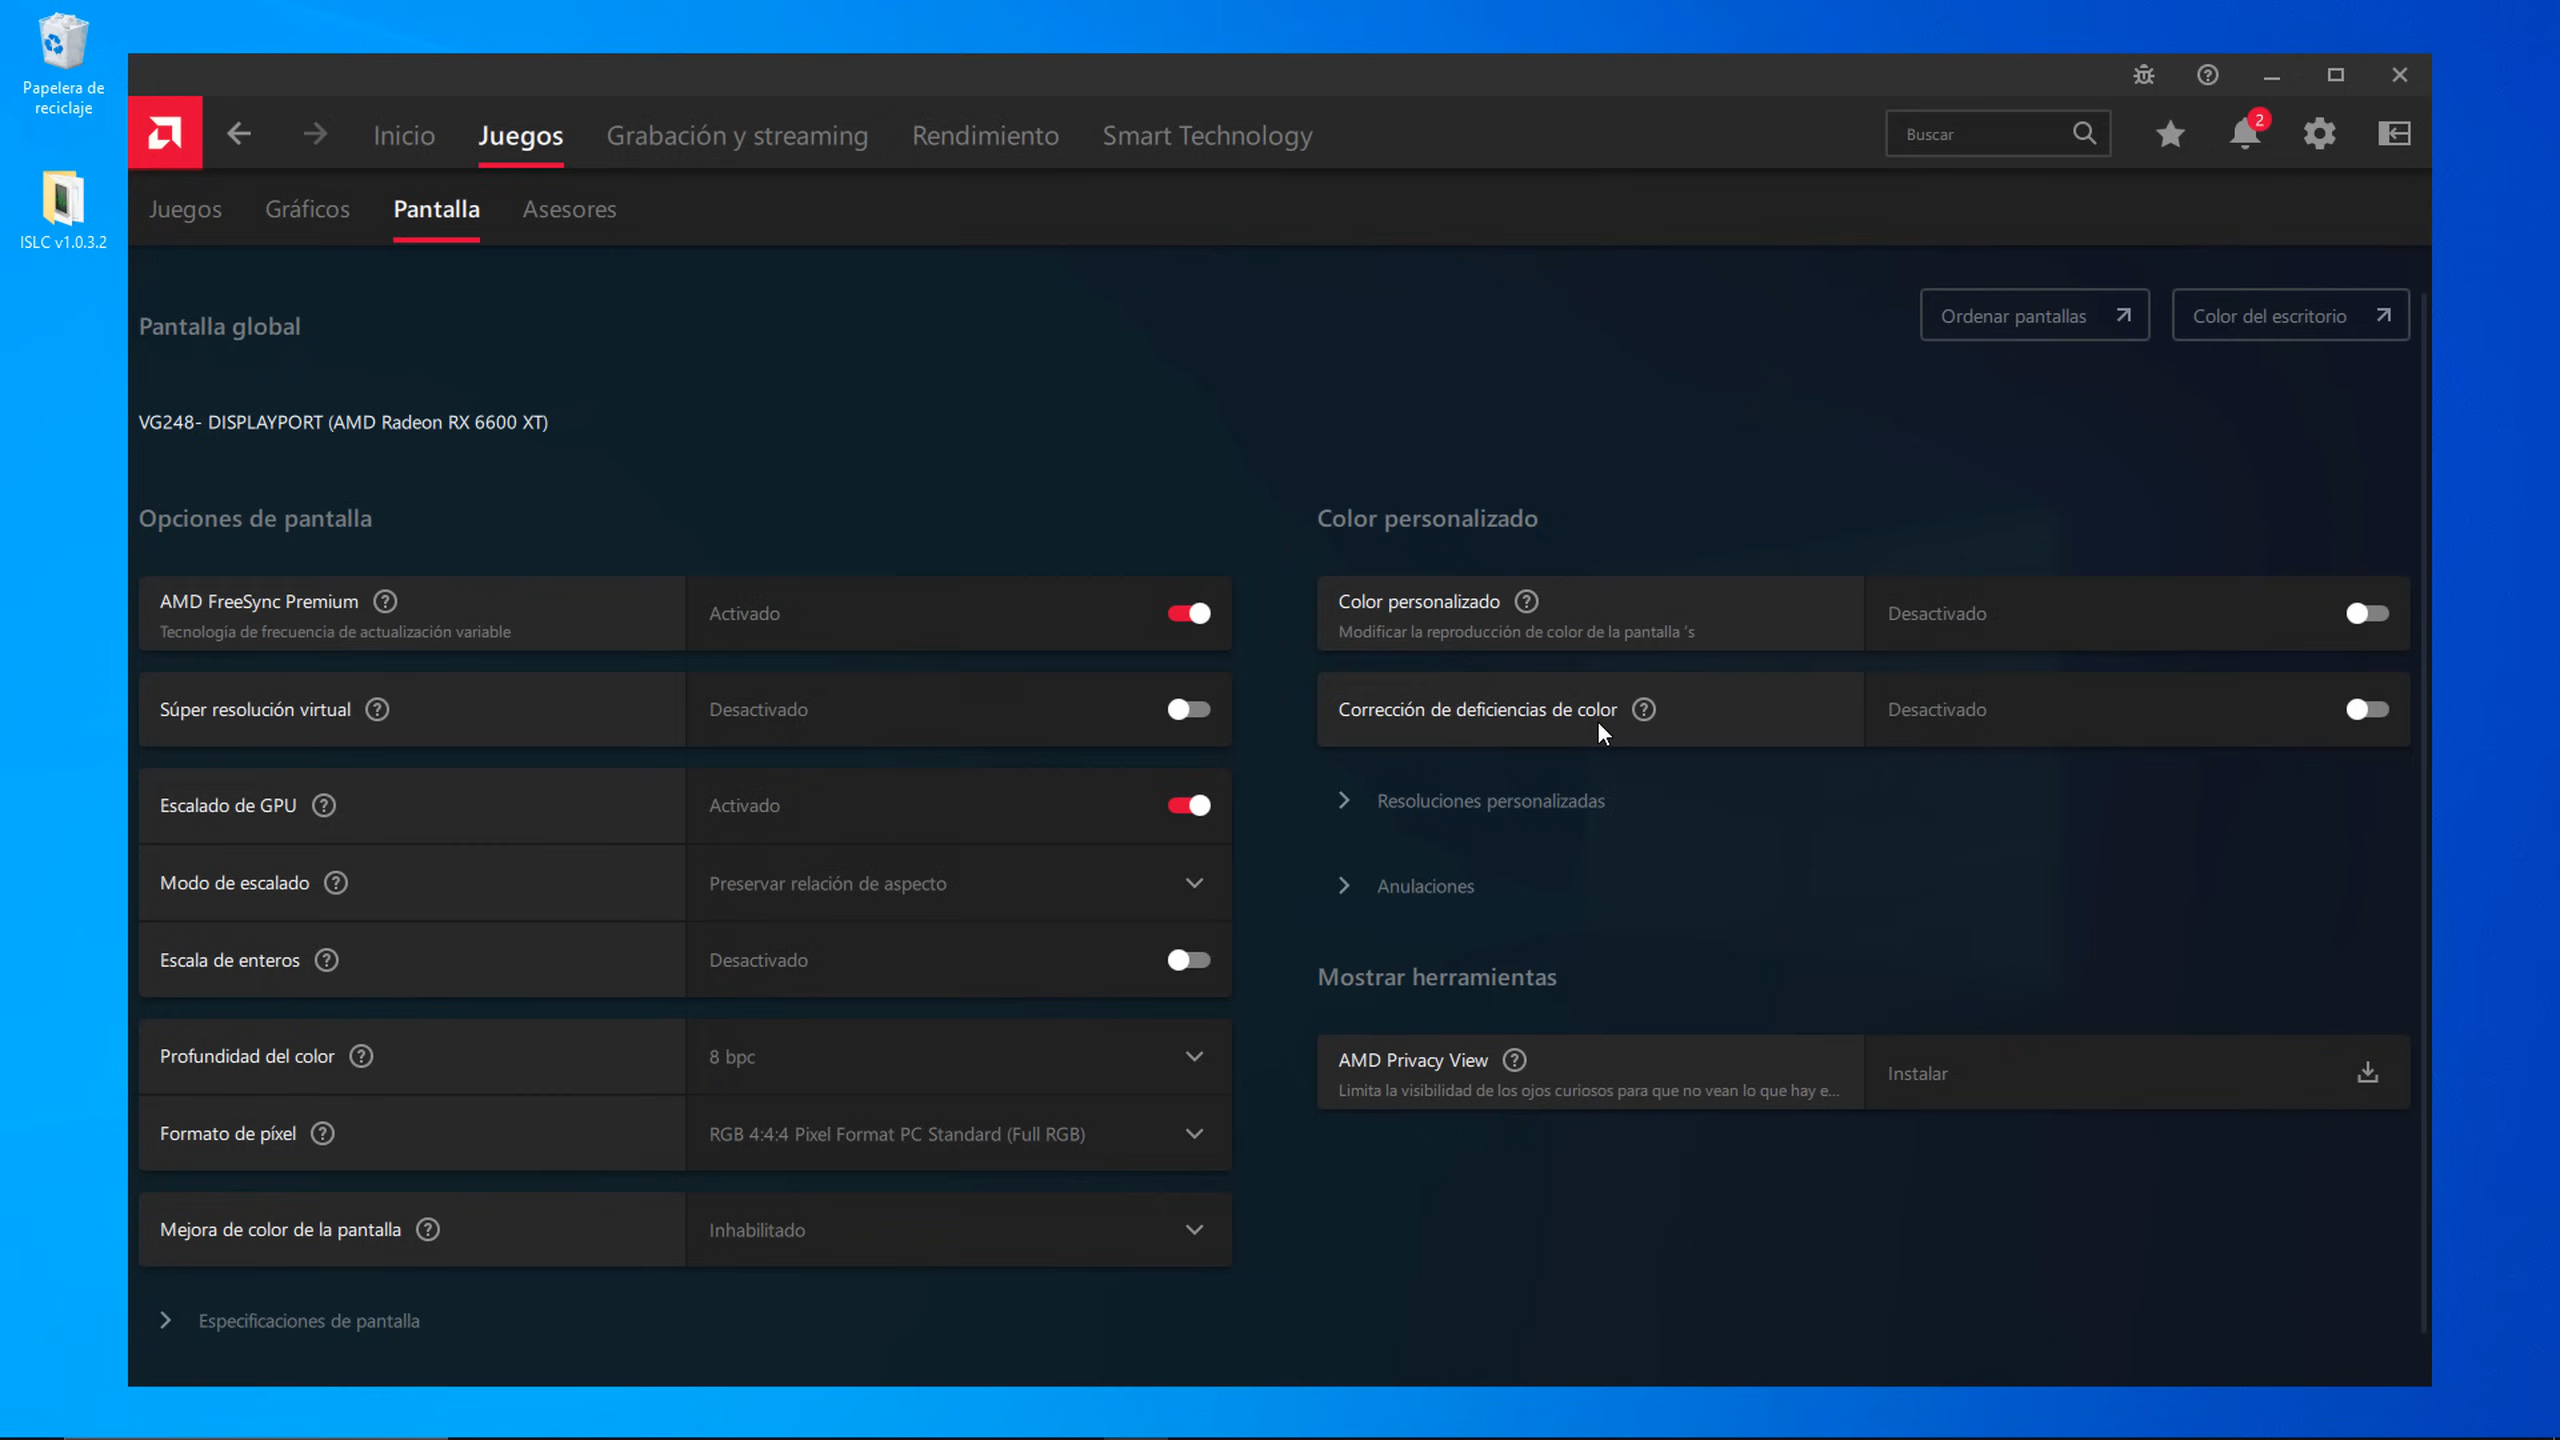 Papelera de
reciclaje
ISLC v1.0.3.2
Inicio
Juegos
Grabación y streaming
Rendimiento
Smart Technology
Buscar
2
Juegos
Gráficos
Pantalla
Asesores
Pantalla global
Ordenar pantallas
Color del escritorio
VG248- DISPLAYPORT (AMD Radeon RX 6600 XT)
Opciones de pantalla
AMD FreeSync Premium
Tecnología de frecuencia de actualización variable
Activado
Súper resolución virtual
Desactivado
Escalado de GPU
Activado
Modo de escalado
Preservar relación de aspecto
Escala de enteros
Desactivado
Profundidad del color
8 bpc
Formato de píxel
RGB 4:4:4 Pixel Format PC Standard (Full RGB)
Mejora de color de la pantalla
Inhabilitado
Especificaciones de pantalla
Color personalizado
Color personalizado
Modificar la reproducción de color de la pantalla 's
Desactivado
Corrección de deficiencias de color
Desactivado
Resoluciones personalizadas
Anulaciones
Mostrar herramientas
AMD Privacy View
Limita la visibilidad de los ojos curiosos para que no vean lo que hay e...
Instalar